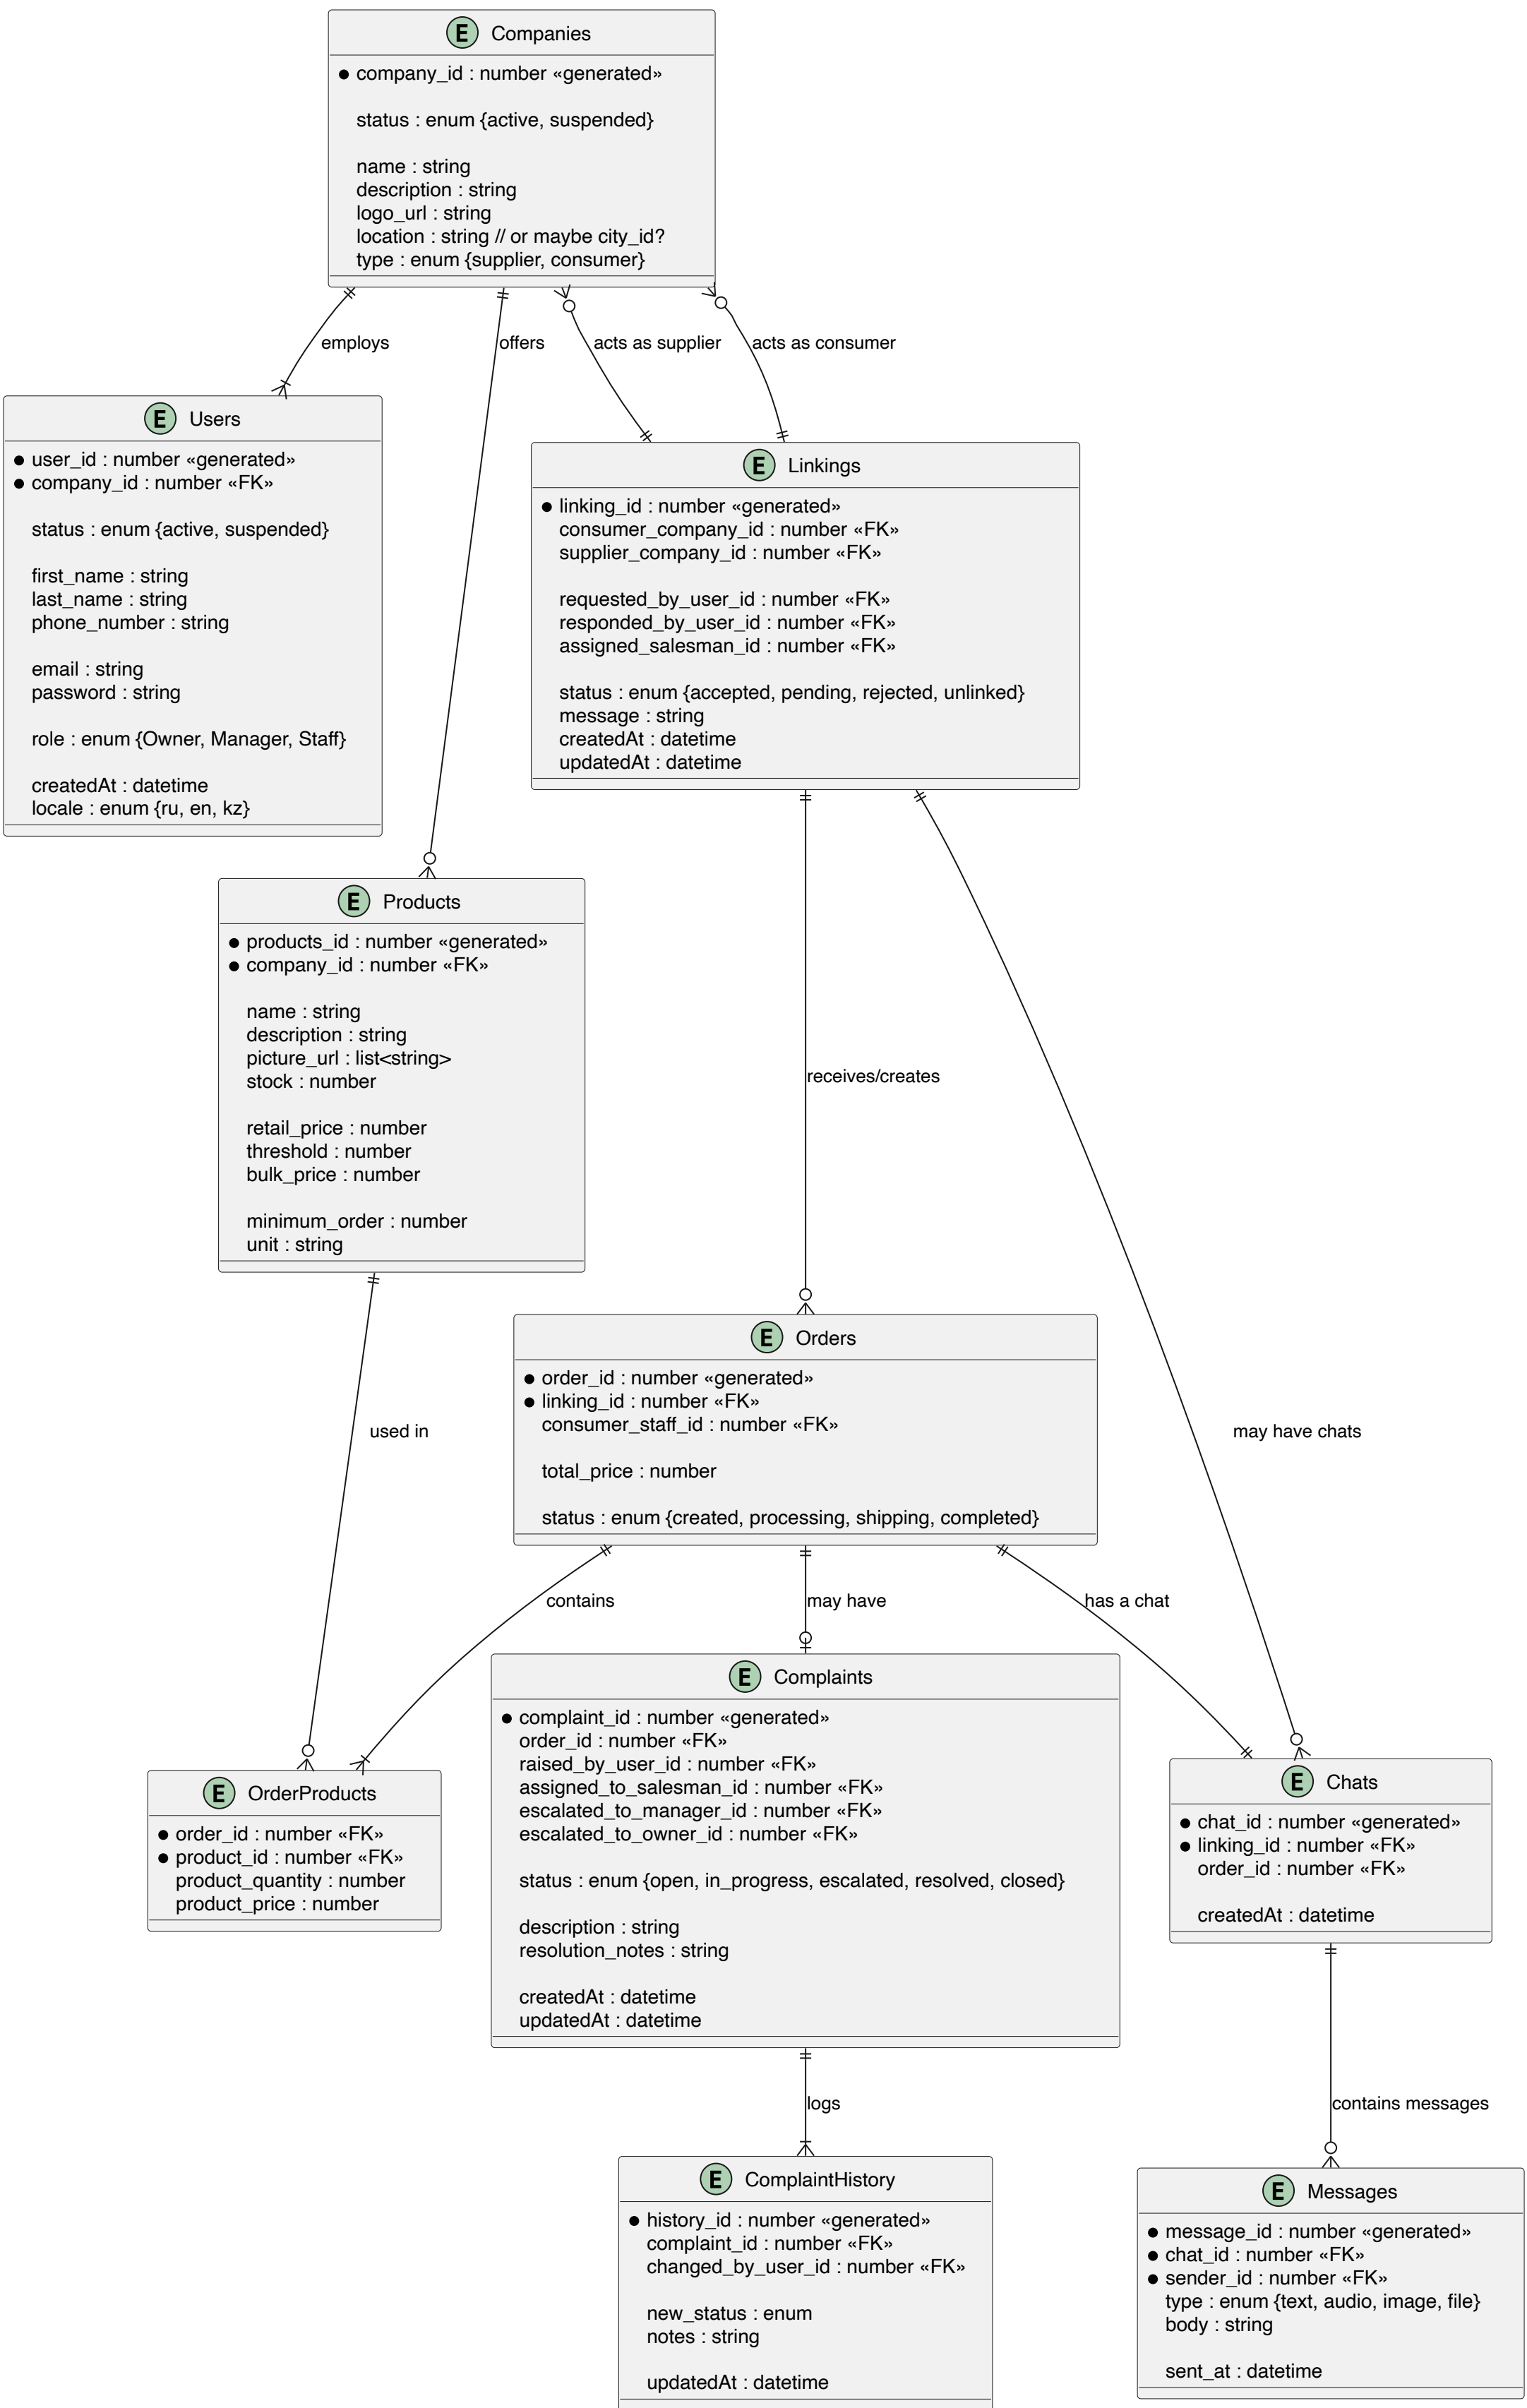 E Companies
company_id : number «generated»
status : enum {active, suspended}
name : string
description : string
logo_url : string
location : string // or maybe city_id?
type : enum {supplier, consumer}
employs
offers
acts as supplier
acts as consumer
E Users
user_id : number «generated»
company_id : number «FK»
status : enum {active, suspended}
first_name : string
last_name : string
phone_number : string
email : string
password : string
role : enum {Owner, Manager, Staff}
createdAt : datetime
locale : enum {ru, en, kz}
E Linkings
linking_id : number «generated»
consumer_company_id : number «FK»
supplier_company_id : number «FK»
requested_by_user_id : number «FK»
responded_by_user_id : number «FK»
assigned_salesman_id : number «FK»
status : enum {accepted, pending, rejected, unlinked}
message : string
createdAt : datetime
updatedAt : datetime
E Products
products_id : number «generated»
company_id : number «FK»
name : string
description : string
picture_url : list<string>
stock : number
retail_price : number
threshold : number
bulk_price : number
minimum_order : number
unit : string
receives/creates
E Orders
order_id : number «generated»
linking_id : number «FK»
consumer_staff_id : number «FK»
total_price : number
status : enum {created, processing, shipping, completed}
used in
may have chats
contains
may have
has a chat
E OrderProducts
order_id : number «FK»
product_id : number «FK»
product_quantity : number
product_price : number
E Complaints
complaint_id : number «generated»
order_id : number «FK»
raised_by_user_id : number «FK»
assigned_to_salesman_id : number «FK»
escalated_to_manager_id : number «FK»
escalated_to_owner_id : number «FK»
status : enum {open, in_progress, escalated, resolved, closed}
description : string
resolution_notes : string
createdAt : datetime
updatedAt : datetime
E Chats
chat_id : number «generated»
linking_id : number «FK»
order_id : number «FK»
createdAt : datetime
logs
contains messages
E ComplaintHistory
history_id : number «generated»
complaint_id : number «FK»
changed_by_user_id : number «FK»
new_status : enum
notes : string
updatedAt : datetime
E Messages
message_id : number «generated»
chat_id : number «FK»
sender_id : number «FK»
type : enum {text, audio, image, file}
body : string
sent_at : datetime